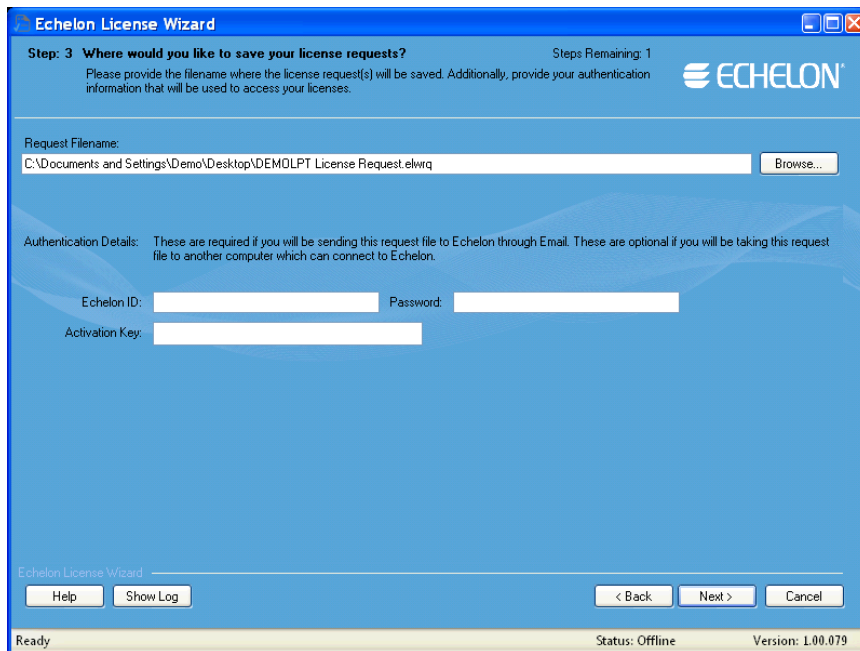 Echelon License Wizard
Step: 3 Where would you like to save your license requests? Steps Remaining: 1
Please provide the filename where the license request(s) will be saved. Additionally, provide your authentication
information that will be used to access your licenses.
ECHELON
Request Filename:
C:\Documents and Settings\Demo\Desktop\DEMOLPT License Request.elwrq
Browse...
Authentication Details: These are required if you will be sending this request file to Echelon through Email. These are optional if you will be taking this request
file to another computer which can connect to Echelon.
Echelon ID: Password:
Activation Key:
Echelon License Wizard
Help Show Log < Back Next > Cancel
Ready Status: Offline Version: 1.00.079